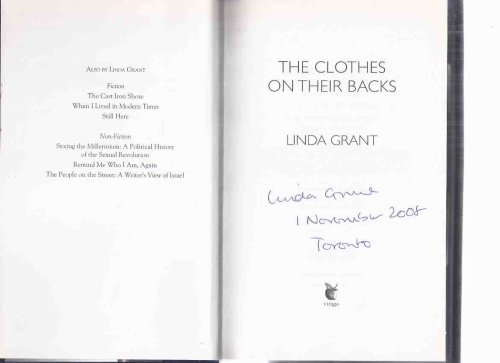 ALSO BY LINDA GRANT
Fiction
The Cast Iron Shore
When I Lived in Modern Times
Still Here
Non-Fiction
Sexing the Millennium: A Political History
of the Sexual Revolution
Remind Me Who I Am, Again
The People on the Street: A Writer's View of Israel
THE CLOTHES
ON THEIR BACKS
LINDA GRANT
Linda Grant
1 November 2008
Toronto
VIRAGO